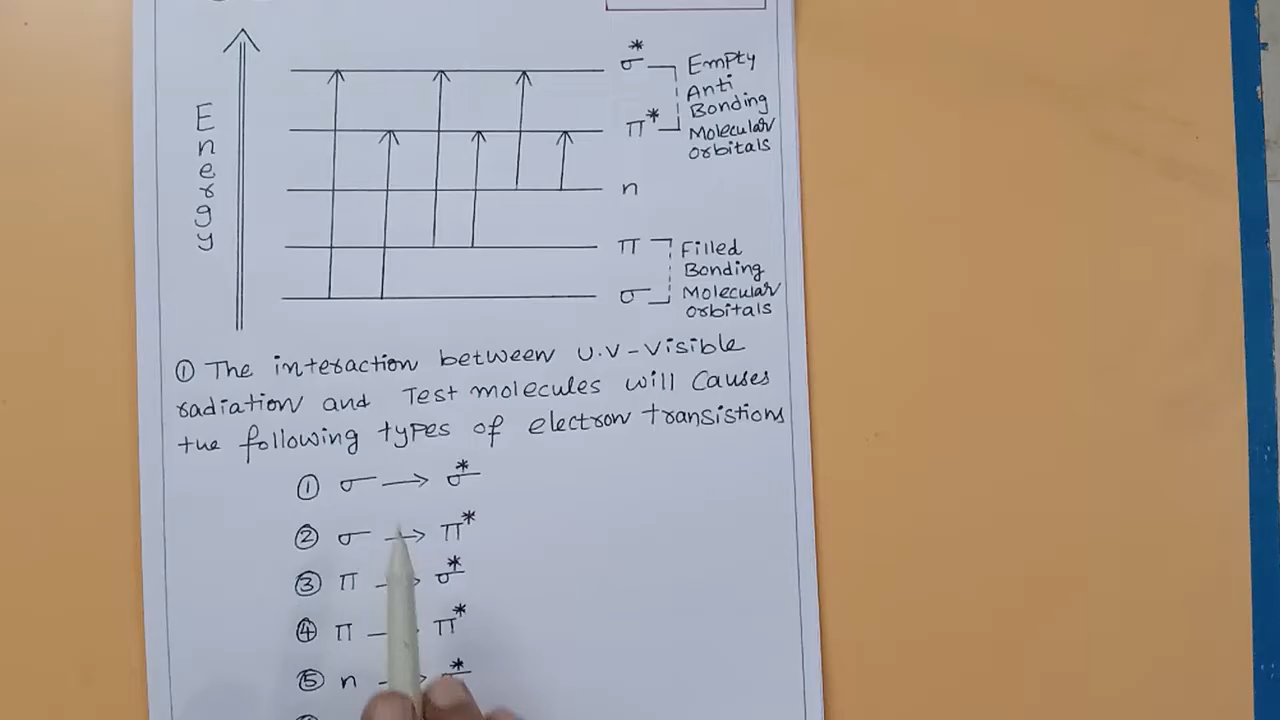 σ* Empty
Anti
Bonding
π* Molecular
orbitals
Energy
n
π Filled
Bonding
σ Molecular
orbitals
① The interaction between U.V-Visible
radiation and Test molecules will Causes
the following types of electron transistions
① σ → σ*
② σ → π*
③ π → σ*
④ π → π*
⑤ n → *